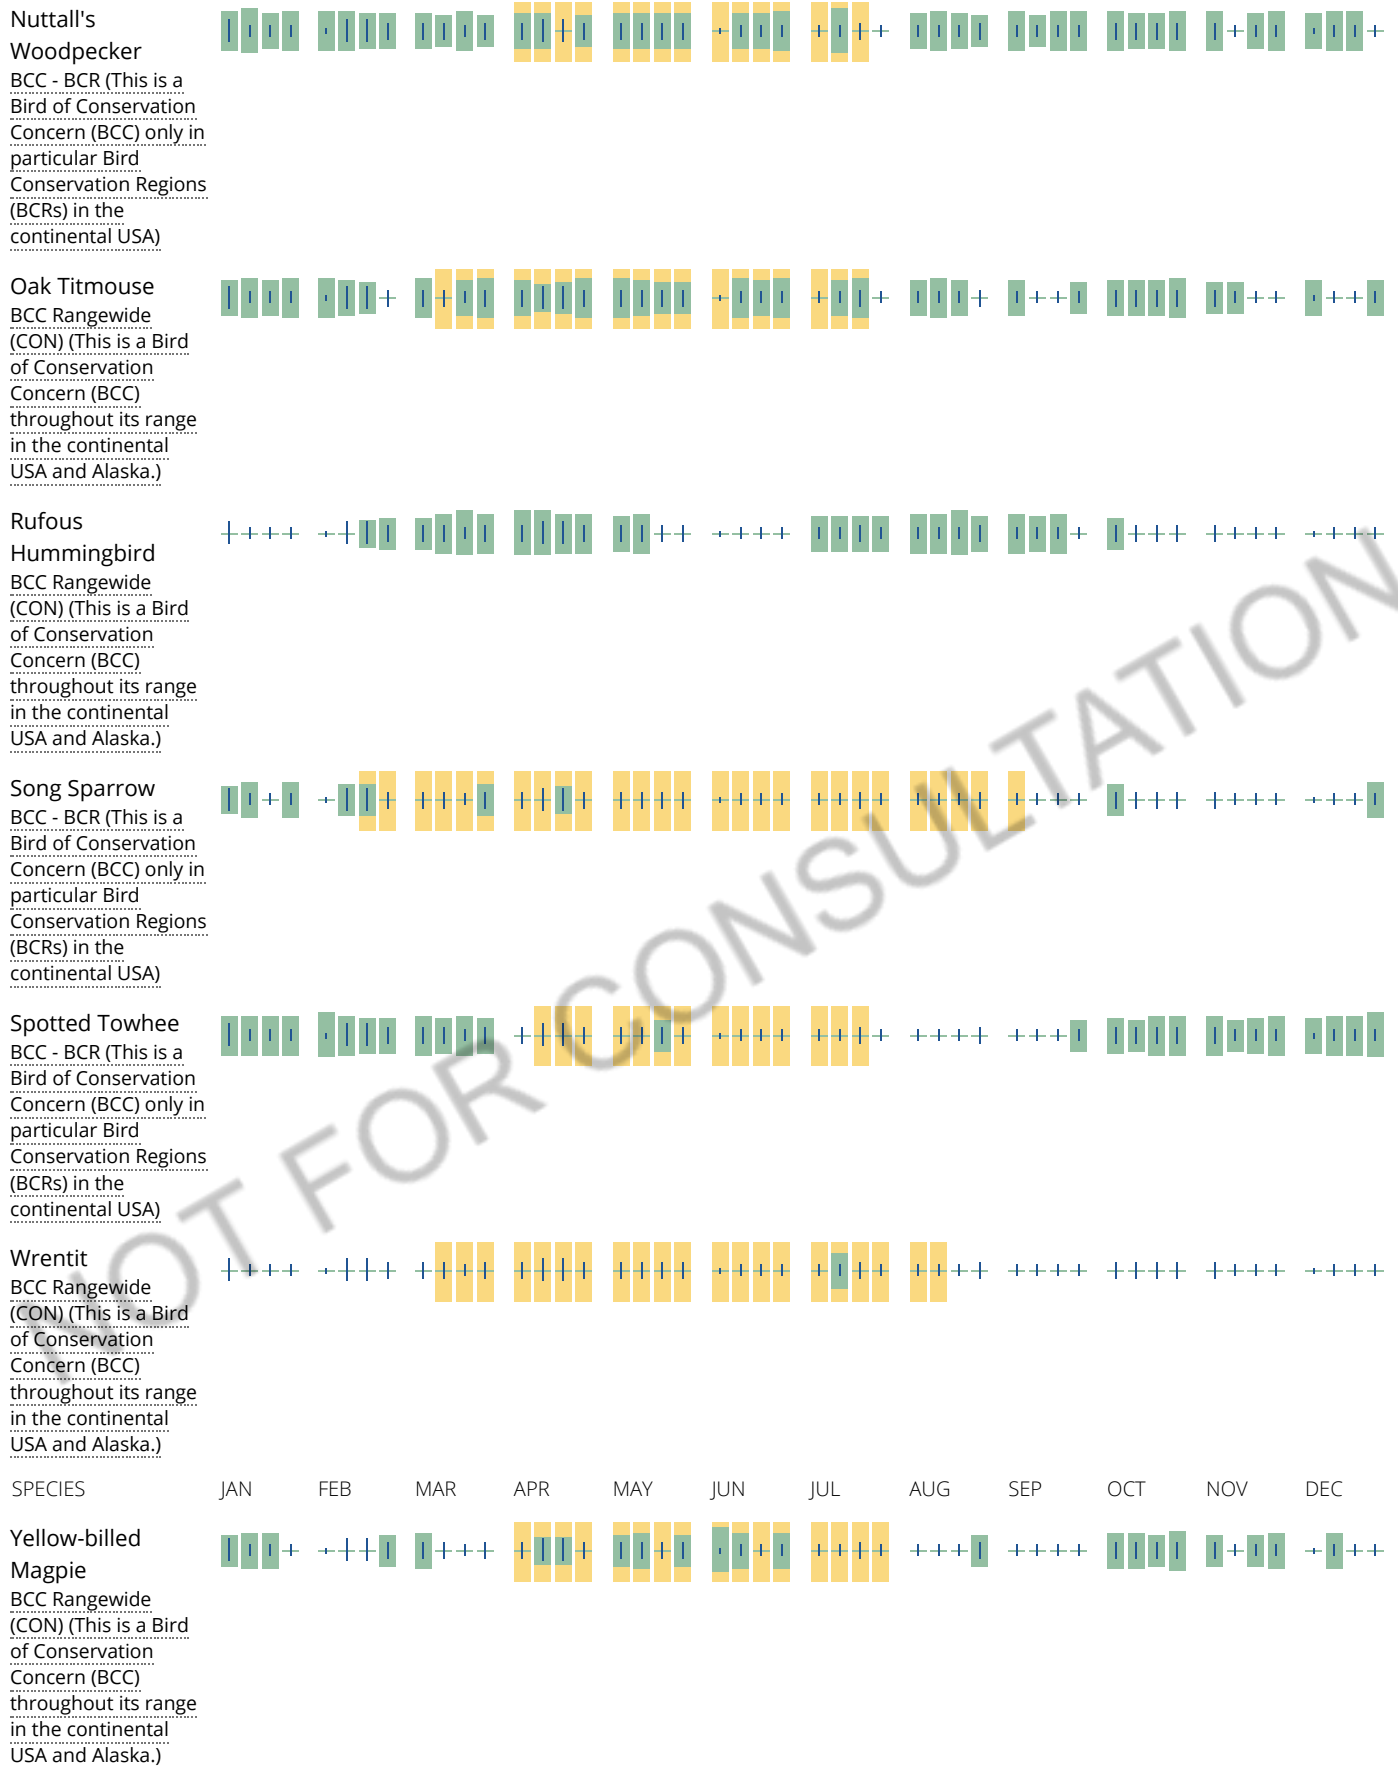 Nuttall's
Woodpecker
BCC - BCR (This is a
Bird of Conservation
Concern (BCC) only in
particular Bird
Conservation Regions
(BCRs) in the
continental USA)
Oak Titmouse
BCC Rangewide
(CON) (This is a Bird
of Conservation
Concern (BCC)
throughout its range
in the continental
USA and Alaska.)
Rufous
Hummingbird
BCC Rangewide
(CON) (This is a Bird
of Conservation
Concern (BCC)
throughout its range
in the continental
USA and Alaska.)
Song Sparrow
BCC - BCR (This is a
Bird of Conservation
Concern (BCC) only in
particular Bird
Conservation Regions
(BCRs) in the
continental USA)
Spotted Towhee
BCC - BCR (This is a
Bird of Conservation
Concern (BCC) only in
particular Bird
Conservation Regions
(BCRs) in the
continental USA)
Wrentit
BCC Rangewide
(CON) (This is a Bird
of Conservation
Concern (BCC)
throughout its range
in the continental
USA and Alaska.)
SPECIES JAN FEB MAR APR MAY JUN JUL AUG SEP OCT NOV DEC
Yellow-billed
Magpie
BCC Rangewide
(CON) (This is a Bird
of Conservation
Concern (BCC)
throughout its range
in the continental
USA and Alaska.)
NOT FOR CONSULTATION